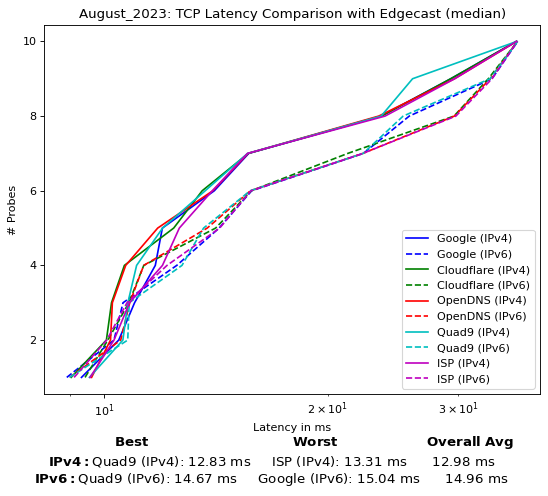 August_2023: TCP Latency Comparison with Edgecast (median)
10
8
6
4
2
# Probes
Google (IPv4)
Google (IPv6)
Cloudflare (IPv4)
Cloudflare (IPv6)
OpenDNS (IPv4)
OpenDNS (IPv6)
Quad9 (IPv4)
Quad9 (IPv6)
ISP (IPv4)
ISP (IPv6)
10¹ 2 × 10¹ 3 × 10¹
Latency in ms
Best Worst Overall Avg
IPv4: Quad9 (IPv4): 12.83 ms ISP (IPv4): 13.31 ms 12.98 ms
IPv6: Quad9 (IPv6): 14.67 ms Google (IPv6): 15.04 ms 14.96 ms